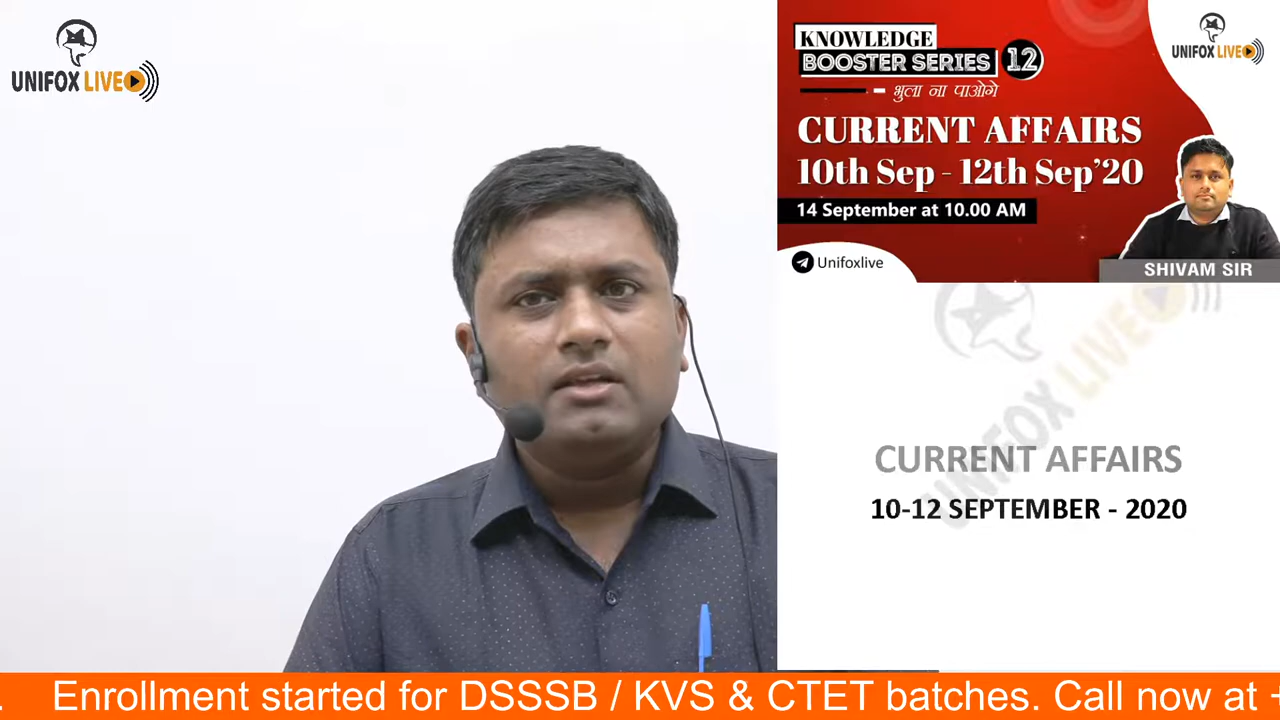 UNIFOX LIVE
KNOWLEDGE
BOOSTER SERIES 12
भुला ना पाओगे
CURRENT AFFAIRS
10th Sep - 12th Sep'20
14 September at 10.00 AM
Unifoxlive
UNIFOX LIVE
SHIVAM SIR
UNIFOX LIVE
CURRENT AFFAIRS
10-12 SEPTEMBER - 2020
Enrollment started for DSSSB / KVS & CTET batches. Call now at